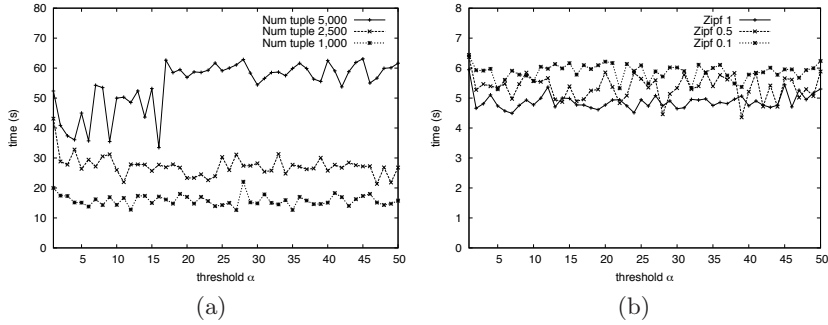 80
70
60
50
40
30
20
10
0
time (s)
Num tuple 5,000
Num tuple 2,500
Num tuple 1,000
5 10 15 20 25 30 35 40 45 50
threshold α
(a)
8
7
6
5
4
3
2
1
0
time (s)
Zipf 1
Zipf 0.5
Zipf 0.1
5 10 15 20 25 30 35 40 45 50
threshold α
(b)